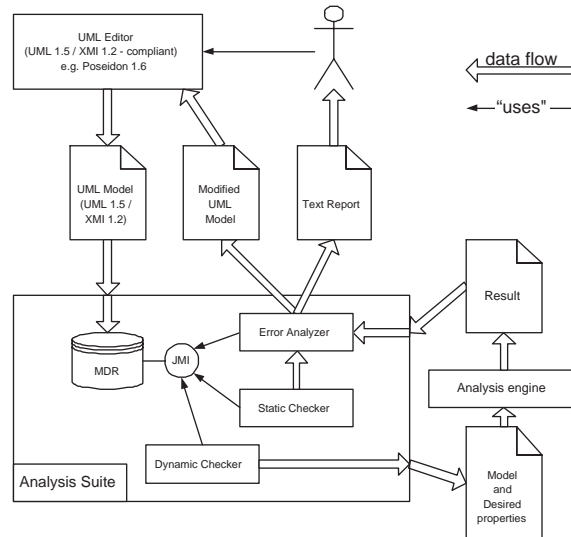 UML Editor
(UML 1.5 / XMI 1.2 - compliant)
e.g. Poseidon 1.6
data flow
“uses"
UML Model
(UML 1.5 /
XMI 1.2)
Modified
UML
Model
Text Report
Result
Error Analyzer
MDR
JMI
Static Checker
Analysis engine
Dynamic Checker
Analysis Suite
Model
and
Desired
properties